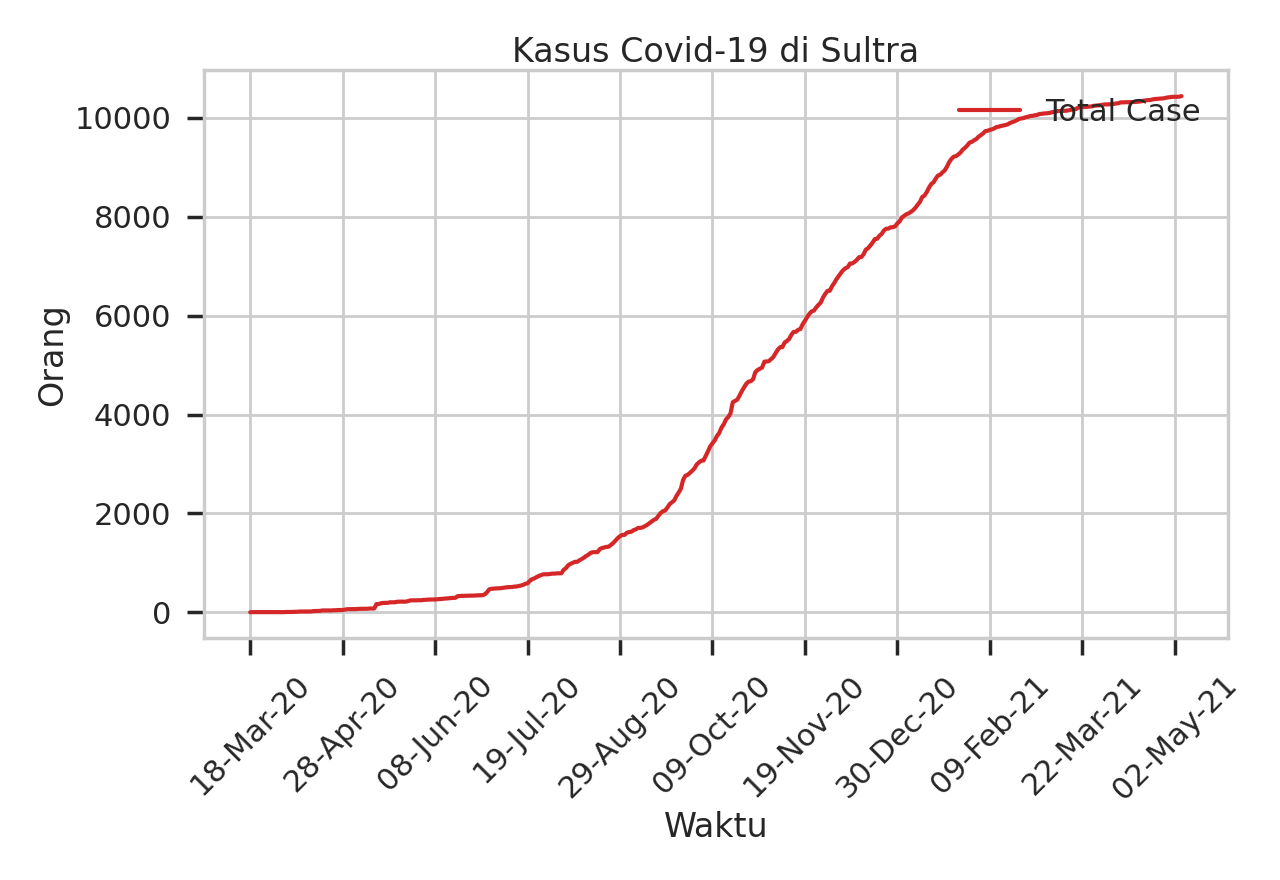 Kasus Covid-19 di Sultra
Total Case
Orang
10000
8000
6000
4000
2000
0
18-Mar-20
28-Apr-20
08-Jun-20
19-Jul-20
29-Aug-20
09-Oct-20
19-Nov-20
30-Dec-20
09-Feb-21
22-Mar-21
02-May-21
Waktu